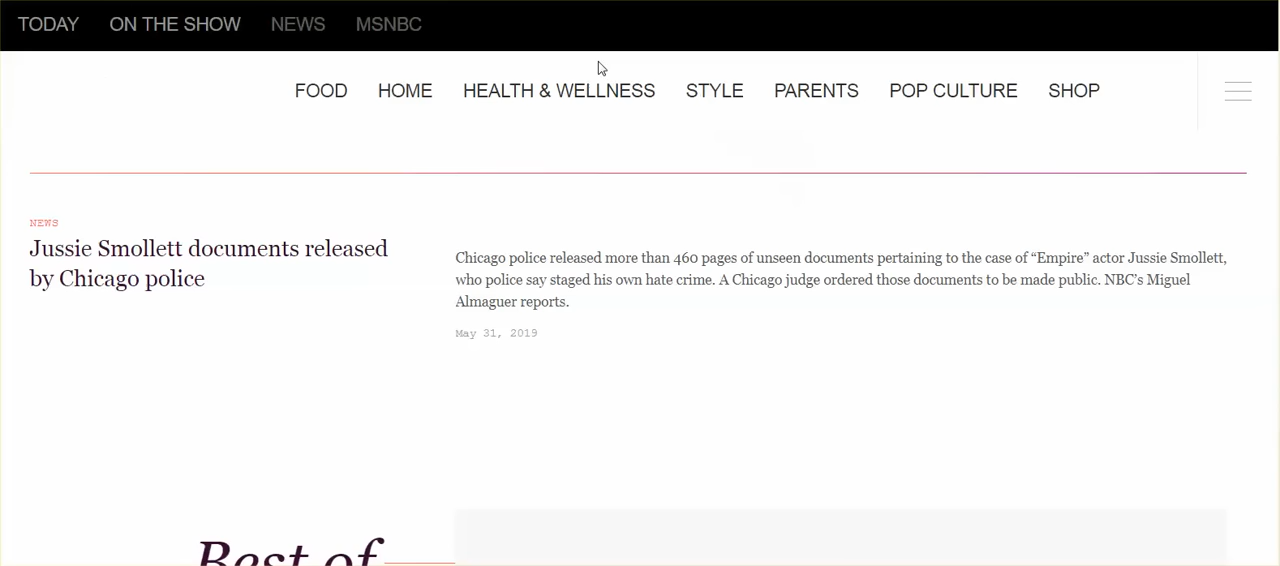 TODAY ON THE SHOW NEWS MSNBC
FOOD HOME HEALTH & WELLNESS STYLE PARENTS POP CULTURE SHOP
NEWS
Jussie Smollett documents released
by Chicago police
Chicago police released more than 460 pages of unseen documents pertaining to the case of “Empire” actor Jussie Smollett,
who police say staged his own hate crime. A Chicago judge ordered those documents to be made public. NBC’s Miguel
Almaguer reports.
May 31, 2019
Best of